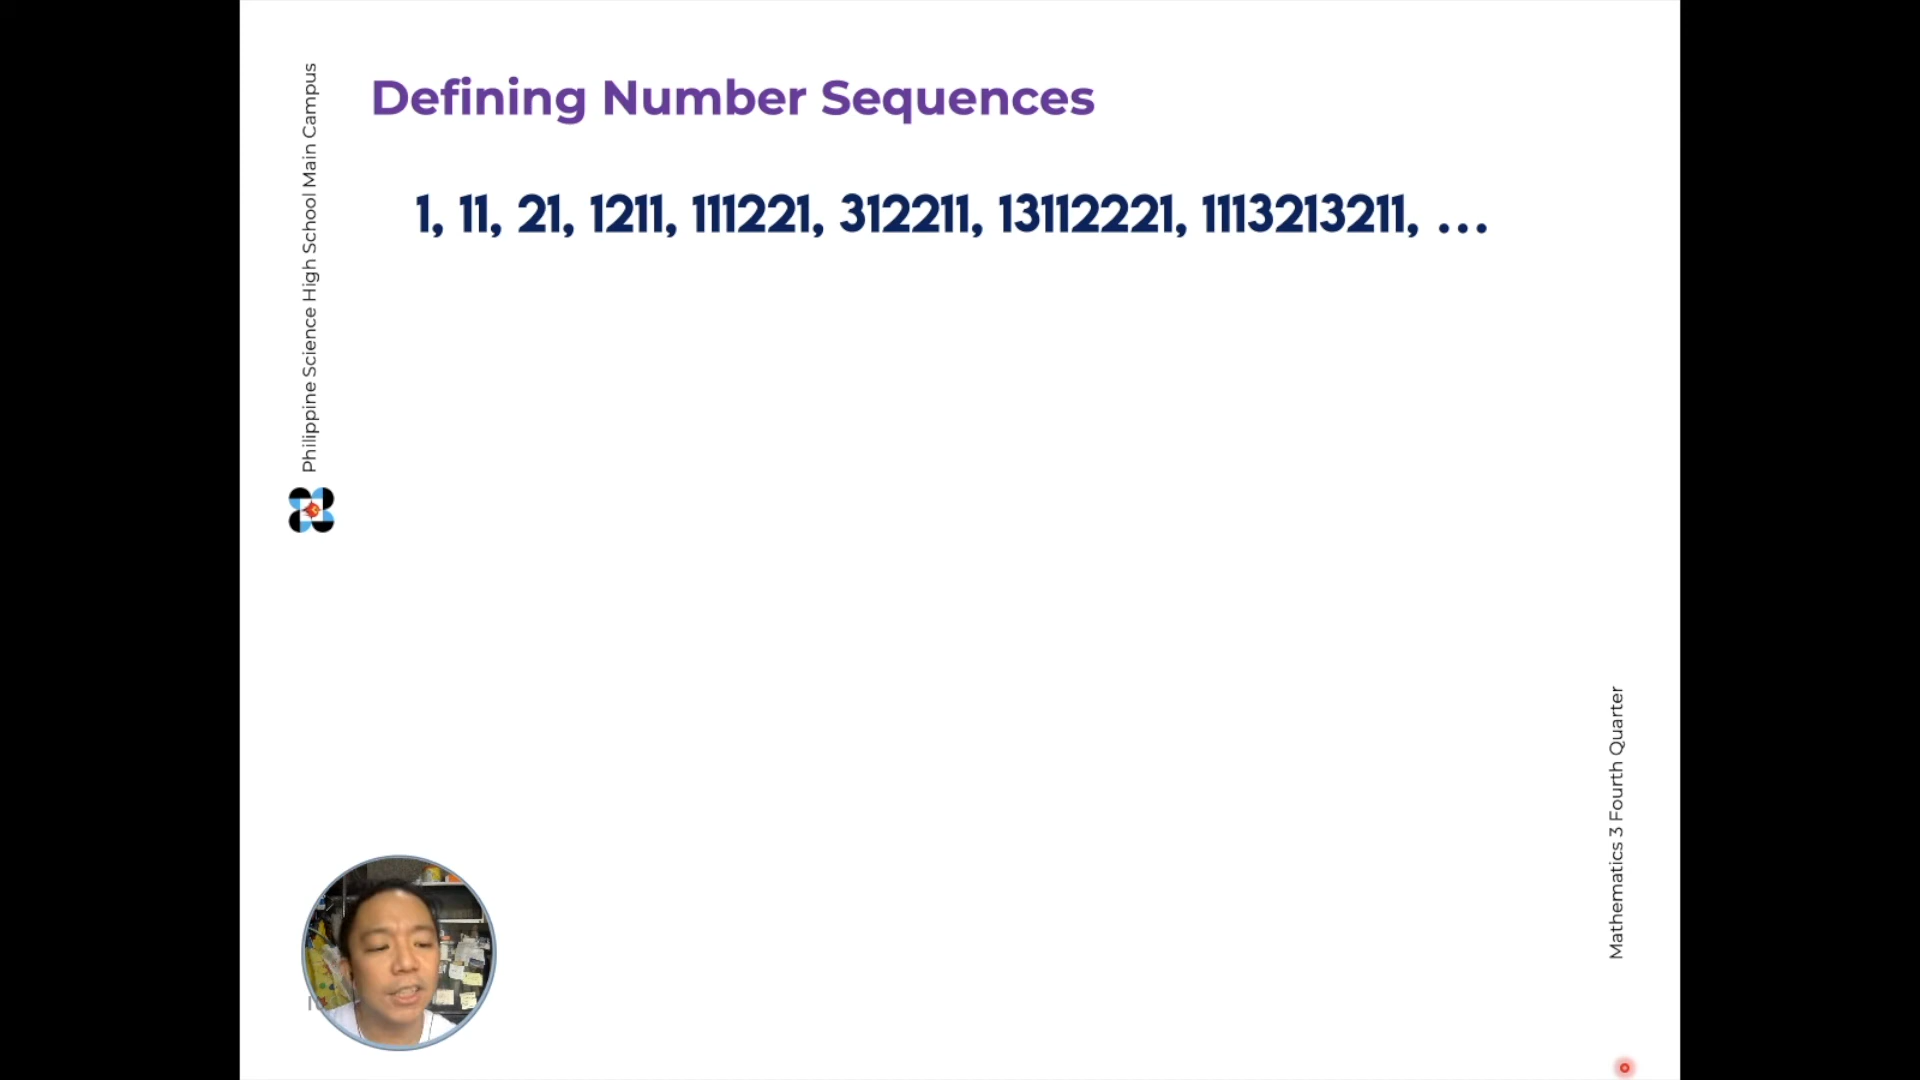 Defining Number Sequences
1, 11, 21, 1211, 111221, 312211, 13112221, 1113213211, ...
Philippine Science High School Main Campus
Mathematics 3 Fourth Quarter